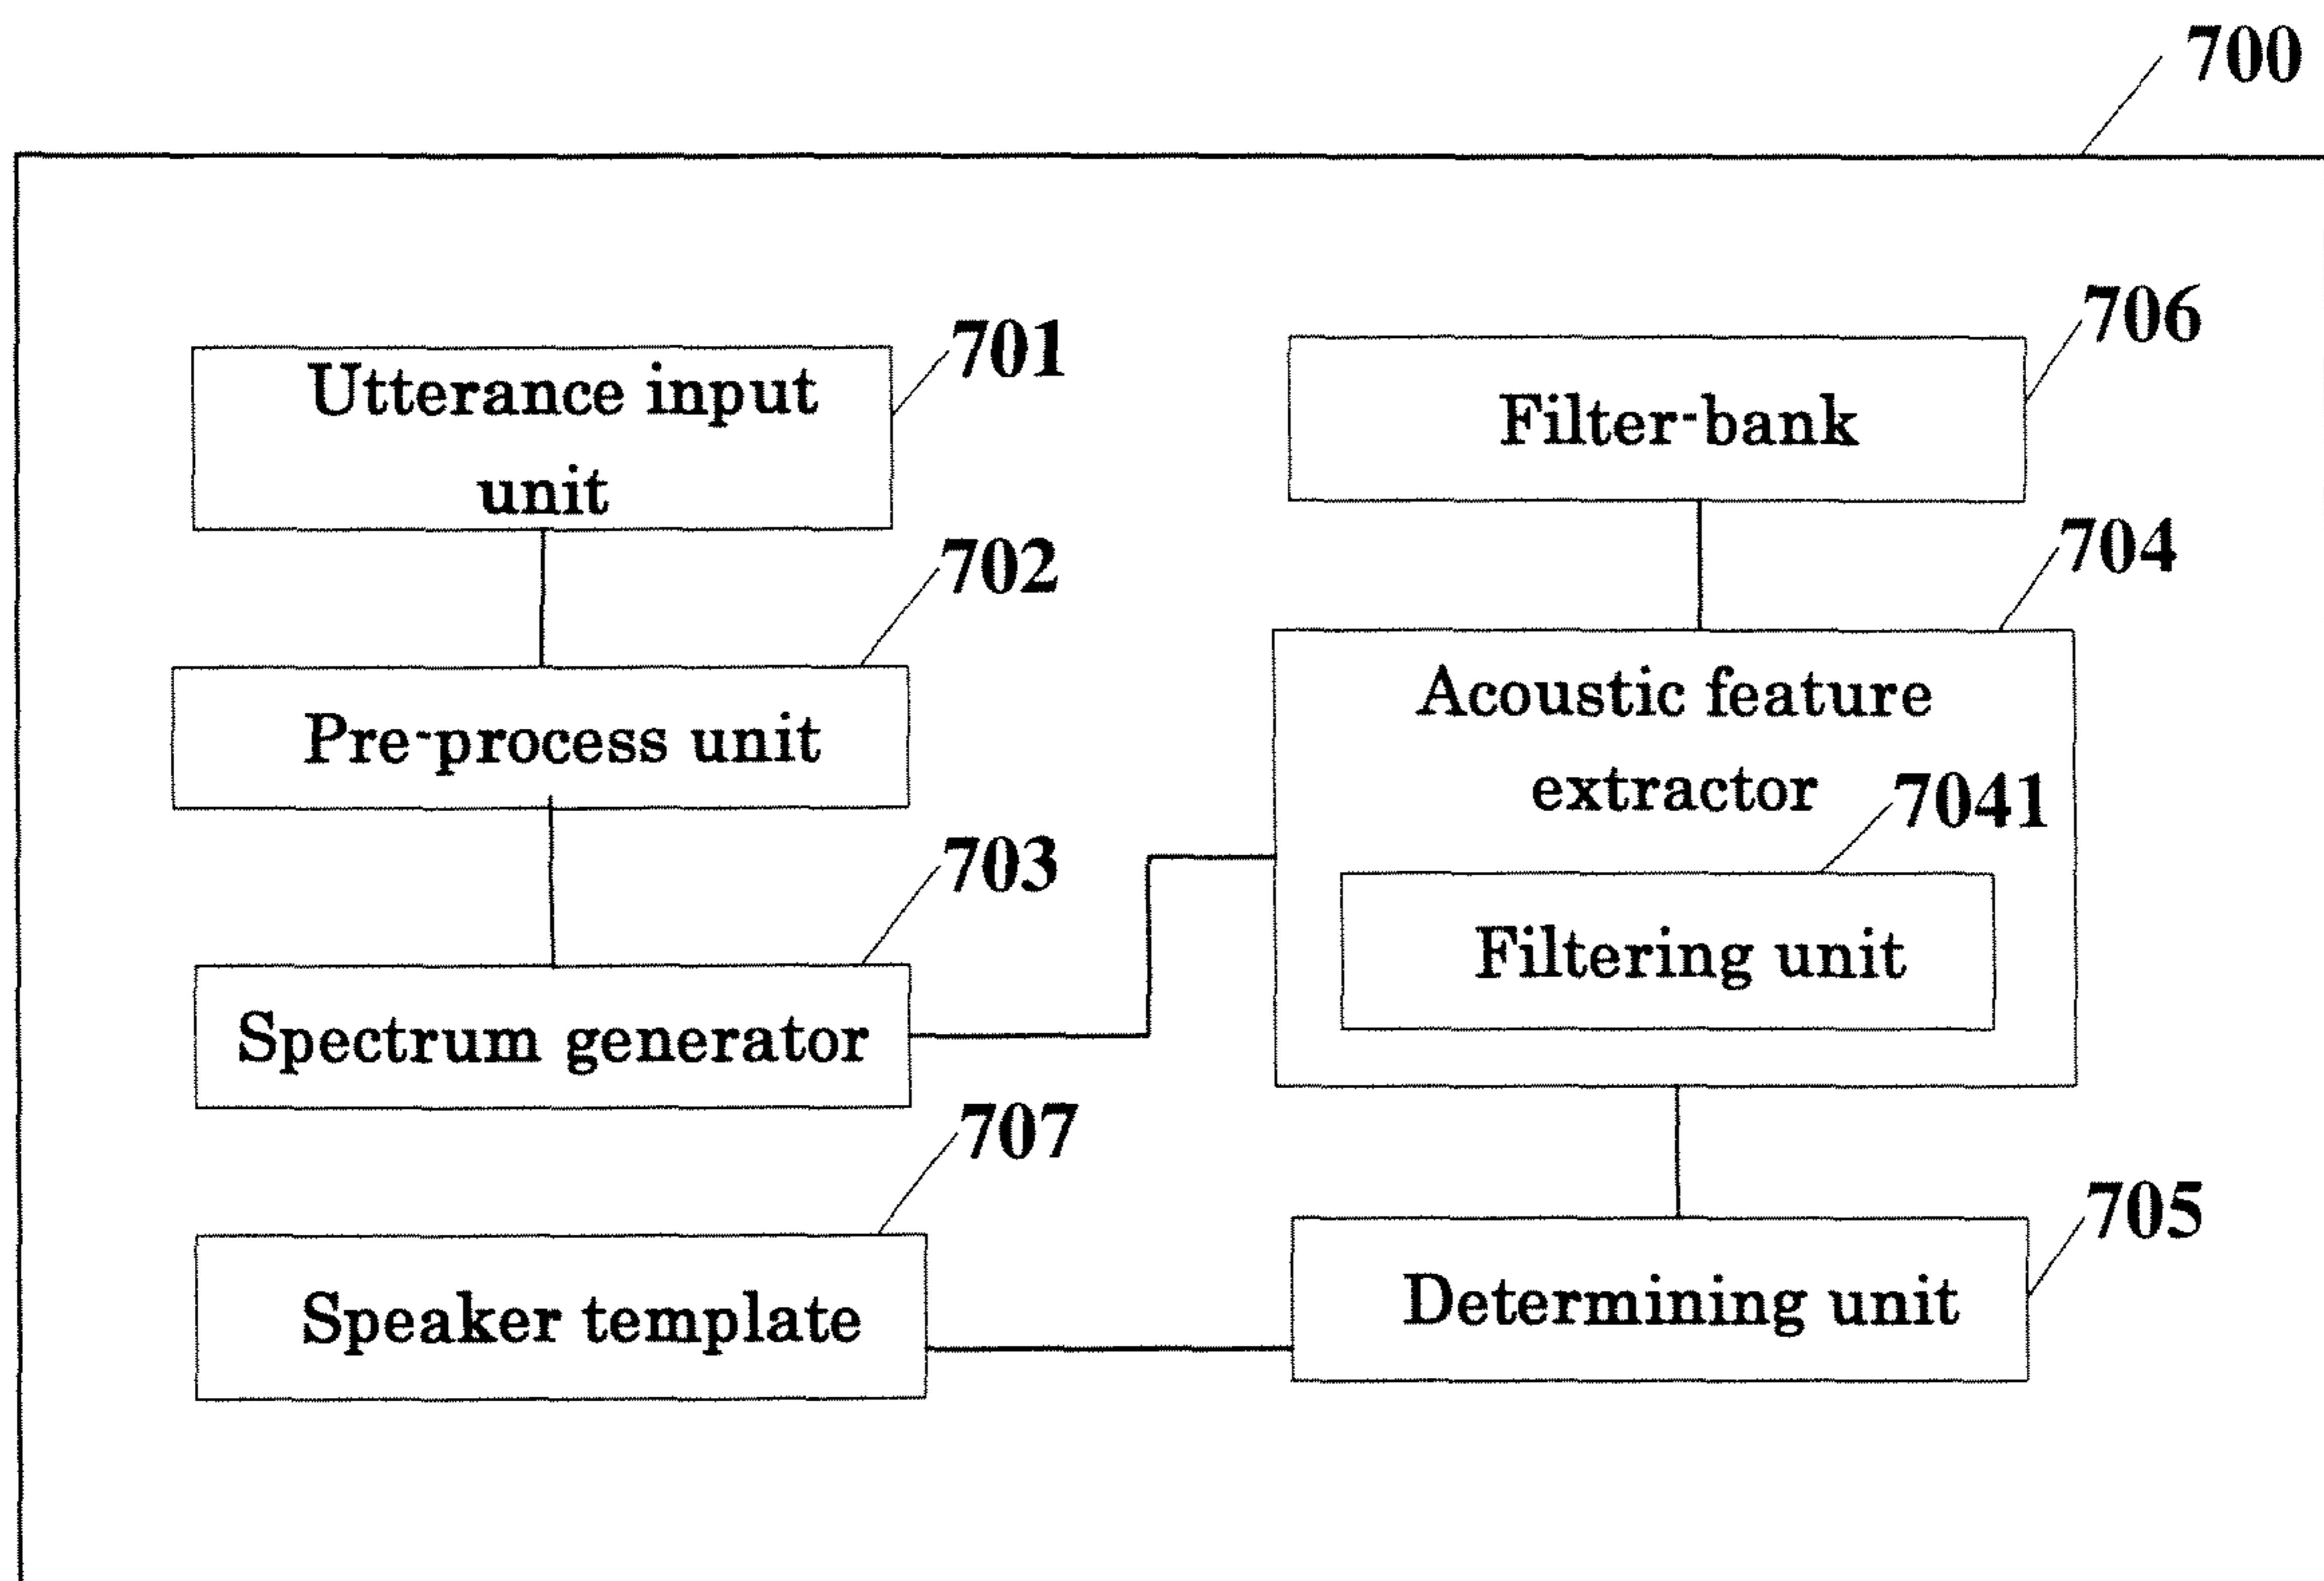 700
701
Utterance input
unit
702
Pre-process unit
703
Spectrum generator
707
Speaker template
706
Filter-bank
704
Acoustic feature
extractor
7041
Filtering unit
705
Determining unit